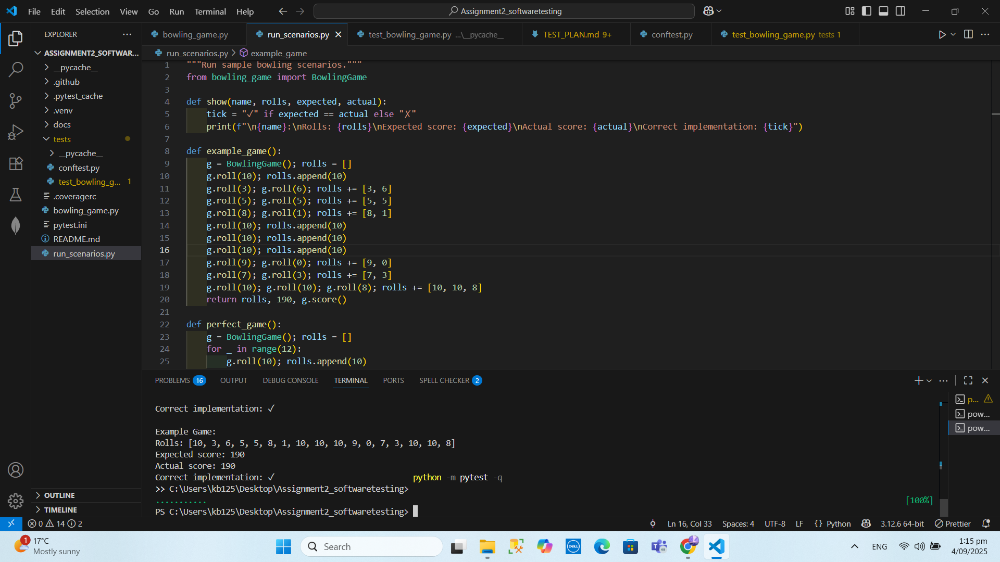 File Edit Selection View Go Run Terminal Help
Assignment2_softwaretesting
EXPLORER
ASSIGNMENT2_SOFTWAR...
__pycache__
.github
.pytest_cache
.venv
docs
tests
__pycache__
conftest.py
test_bowling_g... 1
.coveragerc
bowling_game.py
pytest.ini
README.md
run_scenarios.py
OUTLINE
TIMELINE
bowling_game.py run_scenarios.py test_bowling_game.py ...\__pycache__ TEST_PLAN.md 9+ conftest.py test_bowling_game.py tests 1
run_scenarios.py > example_game
1 """Run sample bowling scenarios."""
2 from bowling_game import BowlingGame
3
4 def show(name, rolls, expected, actual):
5 tick = "✓" if expected == actual else "✗"
6 print(f"\n{name}:\nRolls: {rolls}\nExpected score: {expected}\nActual score: {actual}\nCorrect implementation: {tick}")
7
8 def example_game():
9 g = BowlingGame(); rolls = []
10 g.roll(10); rolls.append(10)
11 g.roll(3); g.roll(6); rolls += [3, 6]
12 g.roll(5); g.roll(5); rolls += [5, 5]
13 g.roll(8); g.roll(1); rolls += [8, 1]
14 g.roll(10); rolls.append(10)
15 g.roll(10); rolls.append(10)
16 g.roll(10); rolls.append(10)
17 g.roll(9); g.roll(0); rolls += [9, 0]
18 g.roll(7); g.roll(3); rolls += [7, 3]
19 g.roll(10); g.roll(10); g.roll(8); rolls += [10, 10, 8]
20 return rolls, 190, g.score()
21
22 def perfect_game():
23 g = BowlingGame(); rolls = []
24 for _ in range(12):
25 g.roll(10); rolls.append(10)
PROBLEMS 16 OUTPUT DEBUG CONSOLE TERMINAL PORTS SPELL CHECKER 2
Correct implementation: ✓
Example Game:
Rolls: [10, 3, 6, 5, 5, 8, 1, 10, 10, 10, 9, 0, 7, 3, 10, 10, 8]
Expected score: 190
Actual score: 190
Correct implementation: ✓ python -m pytest -q
>> C:\Users\kb125\Desktop\Assignment2_softwaretesting>
........... [100%]
PS C:\Users\kb125\Desktop\Assignment2_softwaretesting>
p...
pow...
pow...
0 14 2 Ln 16, Col 33 Spaces: 4 UTF-8 LF {} Python 3.12.6 64-bit Prettier
1 17°C
Mostly sunny
Search
DELL
ENG
1:15 pm
4/09/2025